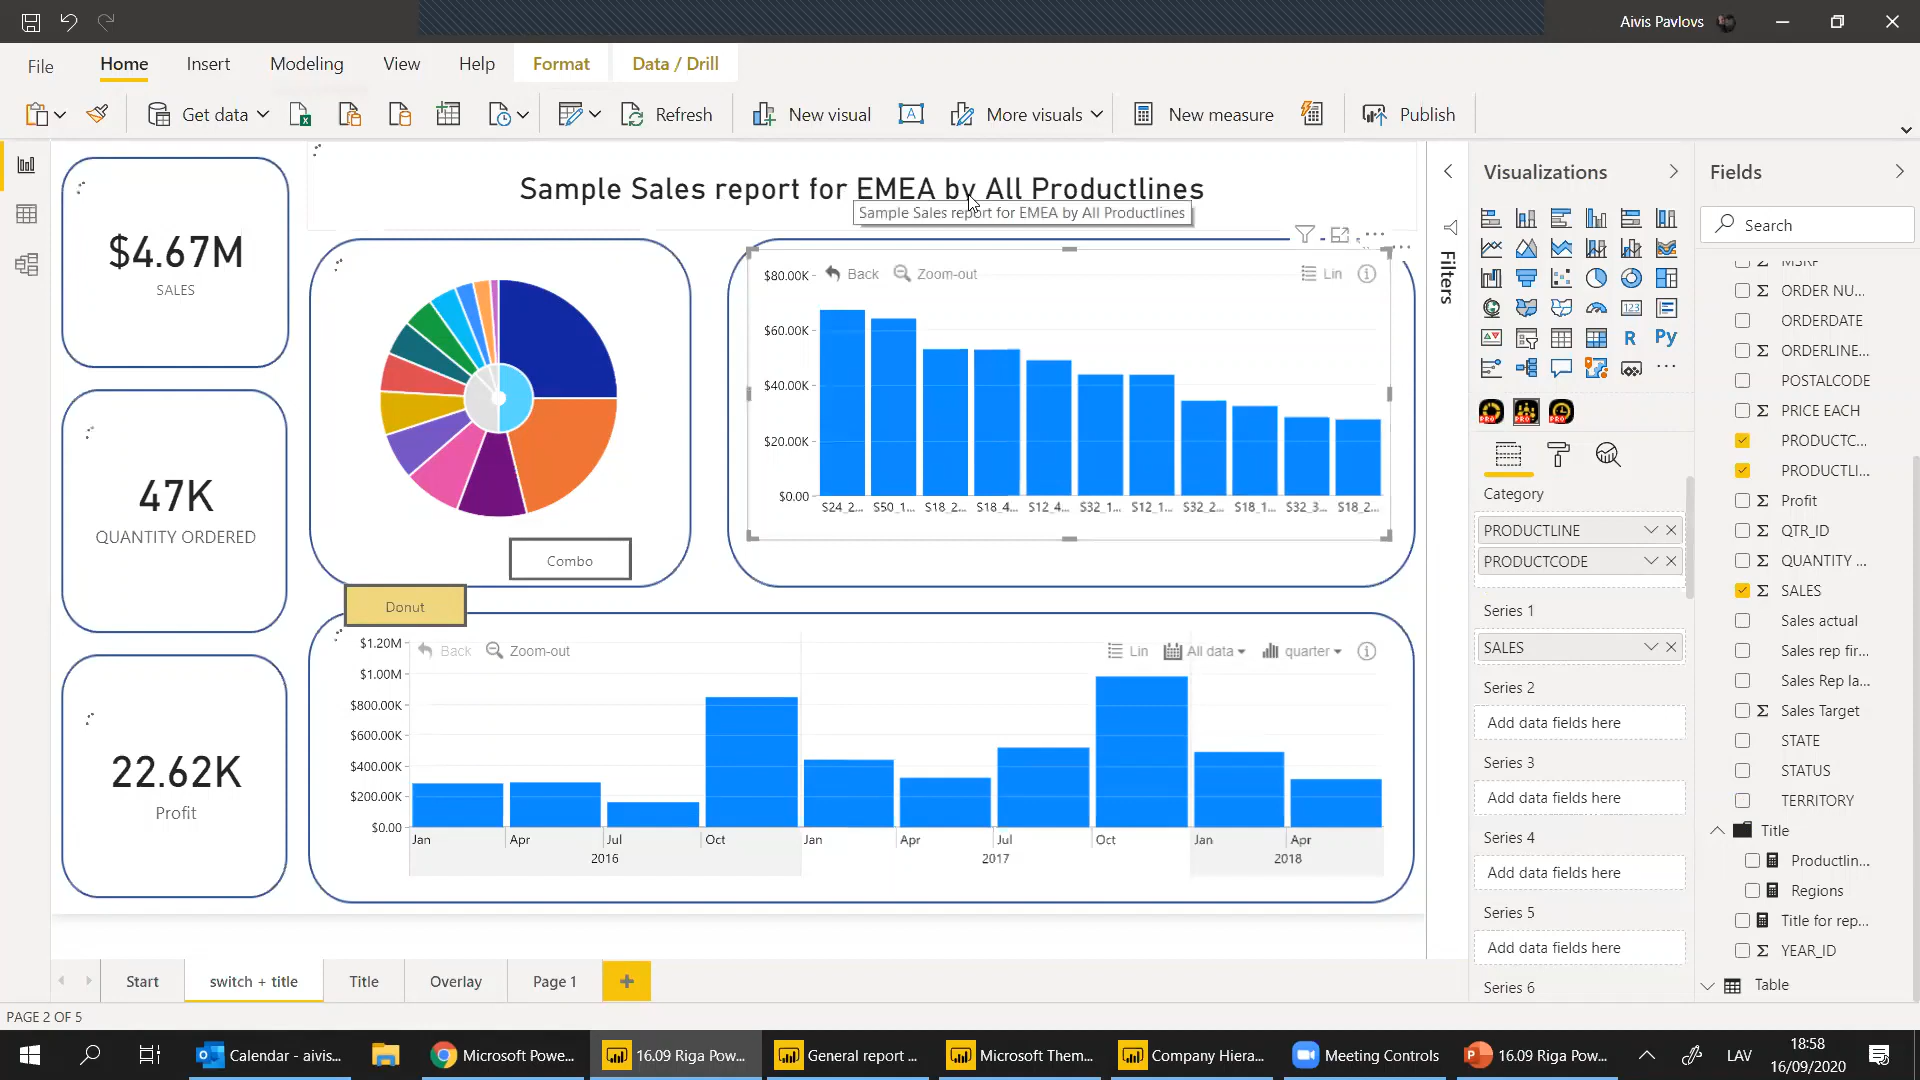 Aivis Pavlovs
File
Home
Insert
Modeling
View
Help
Format
Data / Drill
Get data
Refresh
New visual
More visuals
New measure
Publish
Sample Sales report for EMEA by All Productlines
Sample Sales report for EMEA by All Productlines
$4.67M
SALES
47K
QUANTITY ORDERED
22.62K
Profit
Combo
Donut
Back
Zoom-out
Lin
$80.00K
$60.00K
$40.00K
$20.00K
$0.00
S24_2... S50_1... S18_2... S18_4... S12_4... S32_1... S12_1... S32_2... S18_1... S32_3... S18_2...
Back
Zoom-out
Lin
All data
quarter
$1.20M
$1.00M
$800.00K
$600.00K
$400.00K
$200.00K
$0.00
Jan Apr Jul Oct Jan Apr Jul Oct Jan Apr
2016 2017 2018
Filters
Visualizations
123
R
Py
PRO
PRO
PRO
Category
PRODUCTLINE
PRODUCTCODE
Series 1
SALES
Series 2
Add data fields here
Series 3
Add data fields here
Series 4
Add data fields here
Series 5
Add data fields here
Series 6
Fields
Search
MSRP
ORDER NU...
ORDERDATE
ORDERLINE...
POSTALCODE
PRICE EACH
PRODUCTC...
PRODUCTLI...
Profit
QTR_ID
QUANTITY ...
SALES
Sales actual
Sales rep fir...
Sales Rep la...
Sales Target
STATE
STATUS
TERRITORY
Title
Productlin...
Regions
Title for rep...
YEAR_ID
Table
Start
switch + title
Title
Overlay
Page 1
PAGE 2 OF 5
Calendar - aivis...
Microsoft Powe...
16.09 Riga Pow...
General report ...
Microsoft Them...
Company Hiera...
Meeting Controls
16.09 Riga Pow...
LAV
18:58
16/09/2020